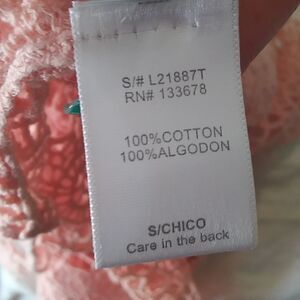 S/# L21887T
RN# 133678
100%COTTON
100%ALGODON
S/CHICO
Care in the back